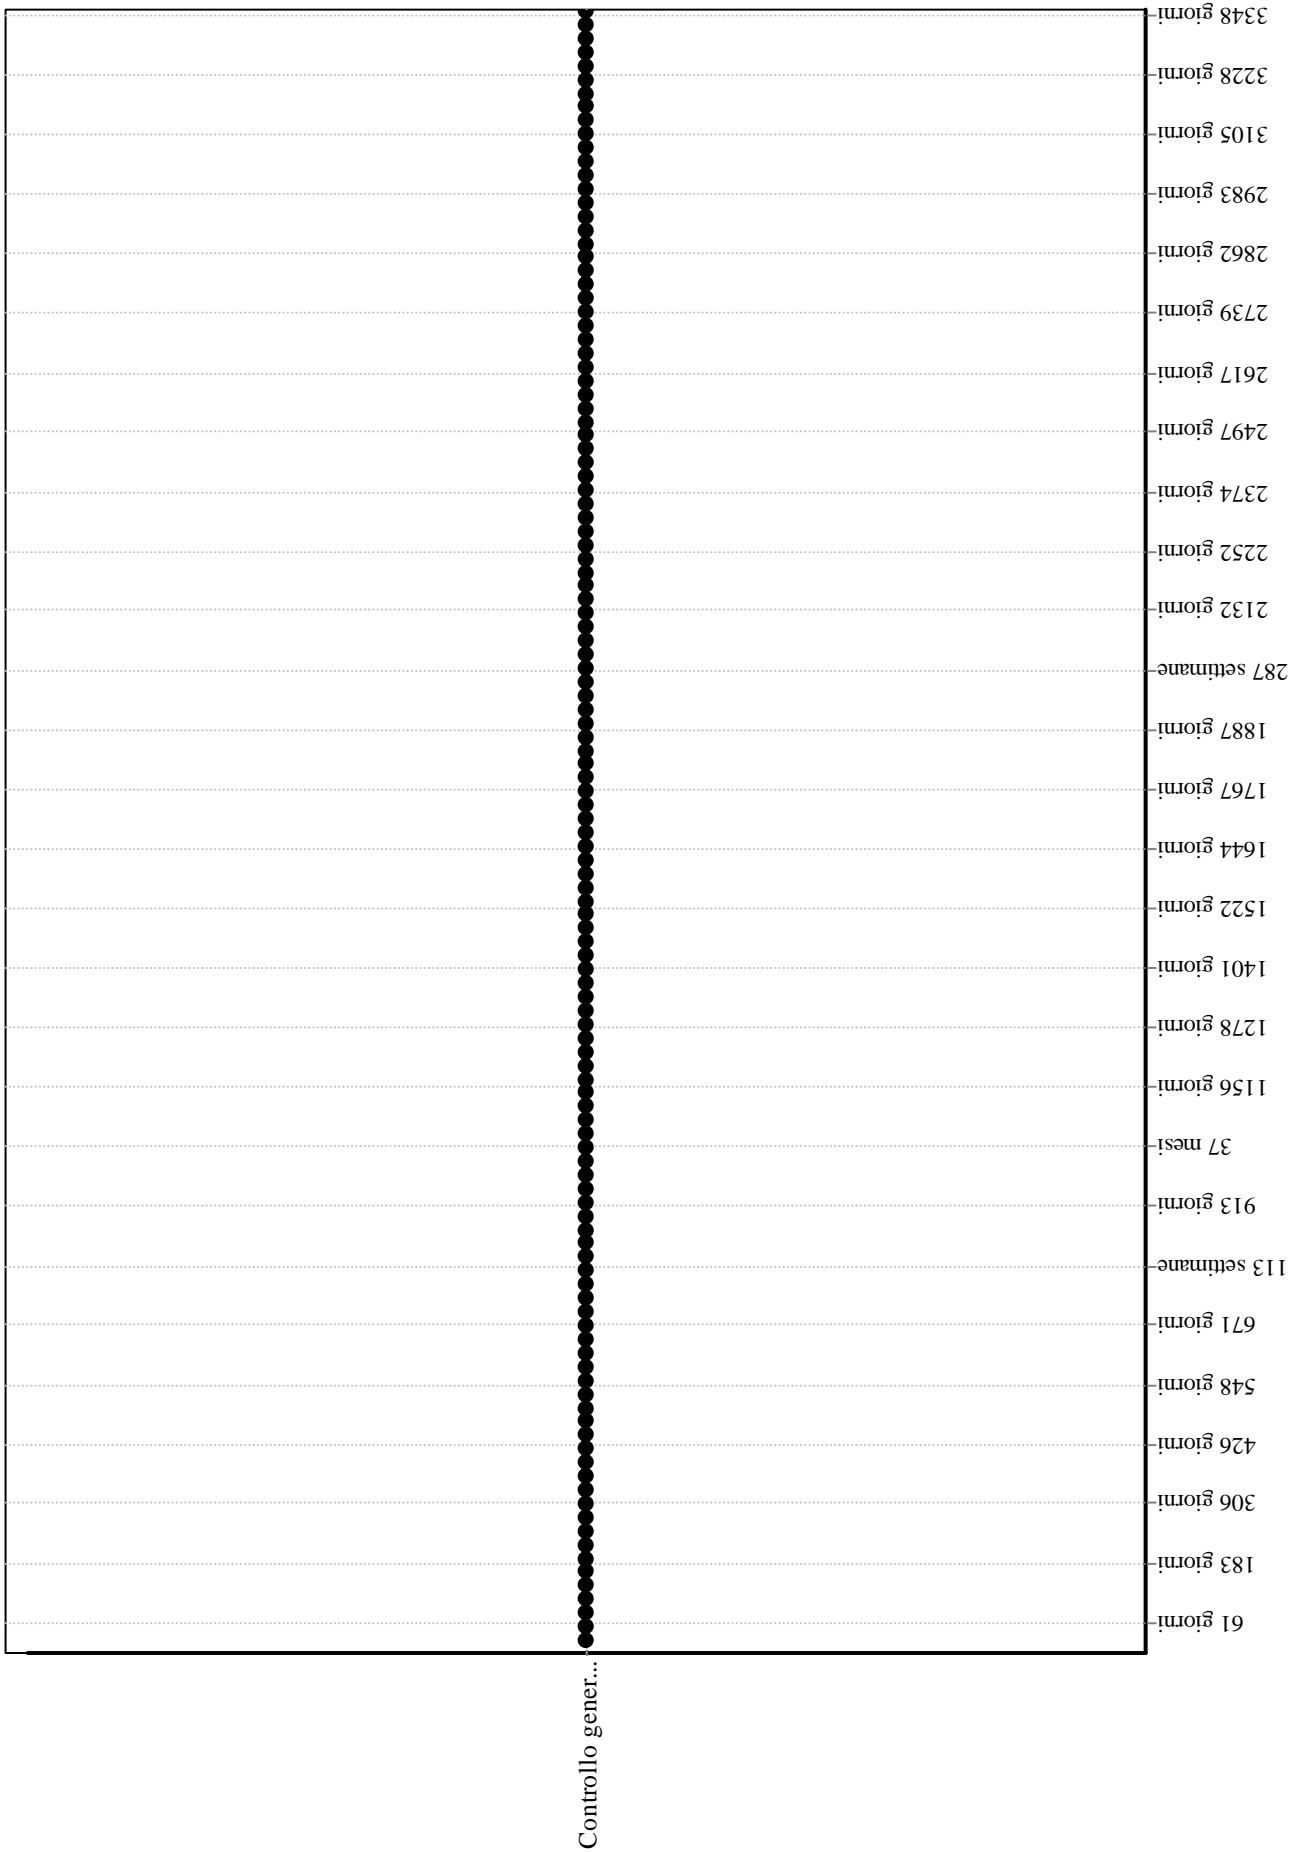 3348 giorni
3228 giorni
3105 giorni
2983 giorni
2862 giorni
2739 giorni
2617 giorni
2497 giorni
2374 giorni
2252 giorni
2132 giorni
287 settimane
1887 giorni
1767 giorni
1644 giorni
1522 giorni
1401 giorni
1278 giorni
1156 giorni
37 mesi
913 giorni
113 settimane
671 giorni
548 giorni
426 giorni
306 giorni
183 giorni
61 giorni
Controllo gener...